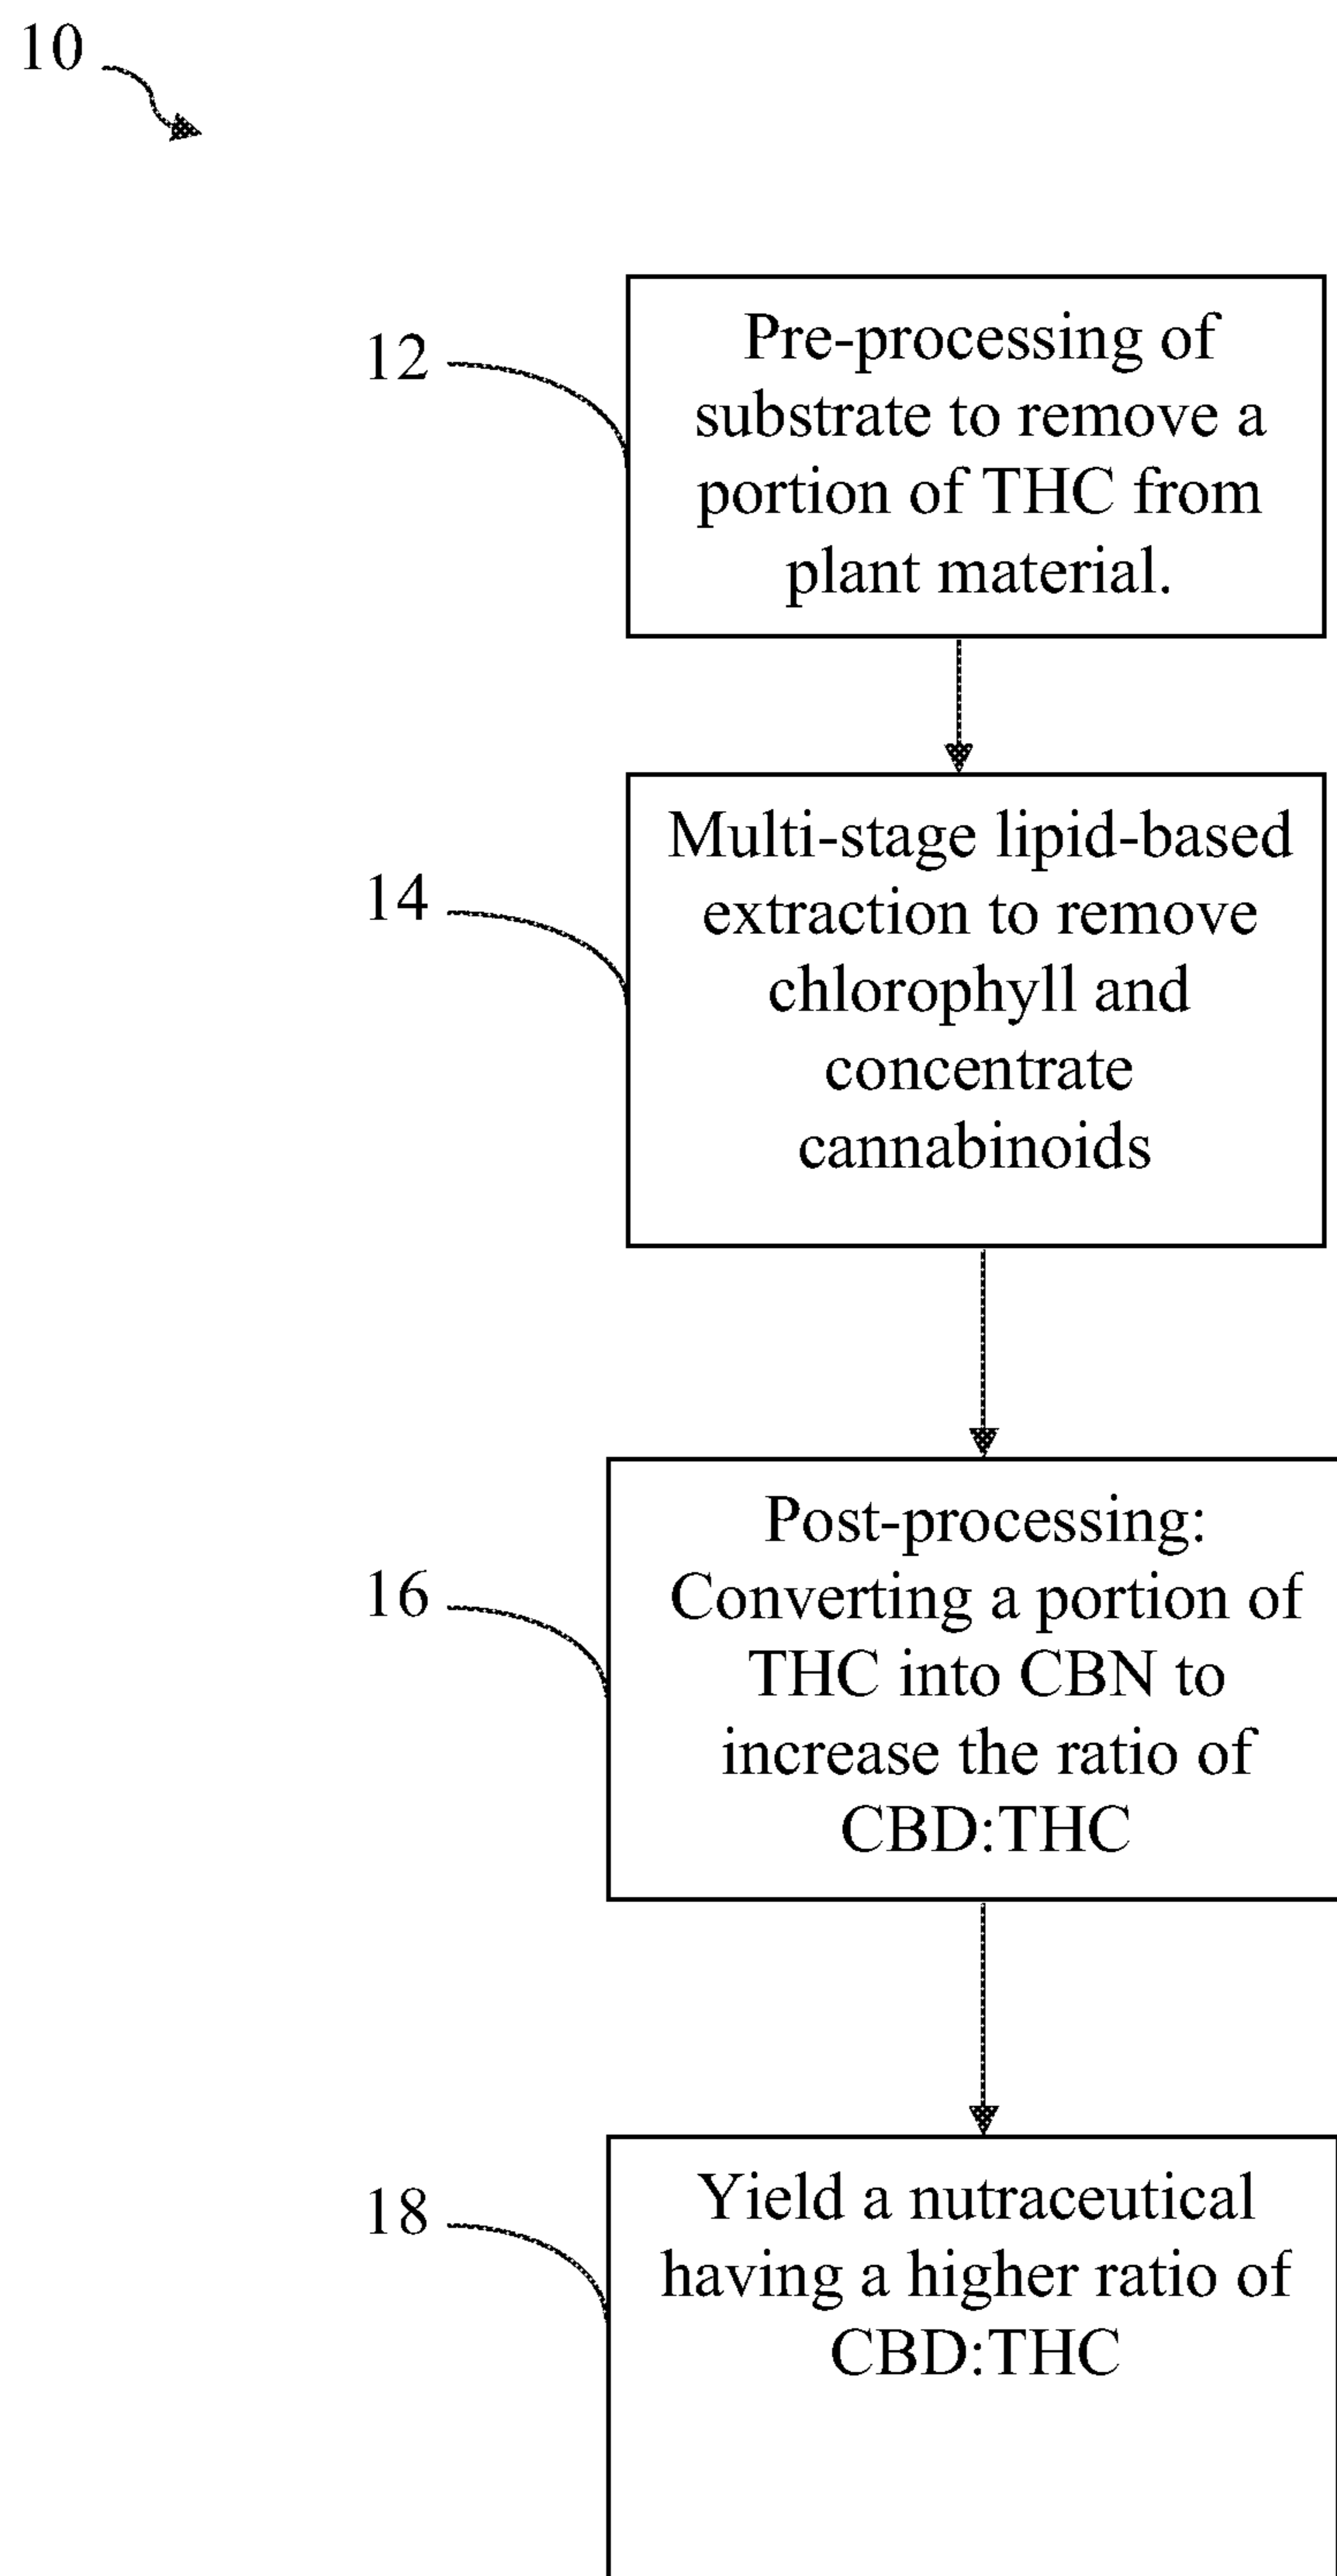 10
12
Pre-processing of
substrate to remove a
portion of THC from
plant material.
14
Multi-stage lipid-based
extraction to remove
chlorophyll and
concentrate
cannabinoids
16
Post-processing:
Converting a portion of
THC into CBN to
increase the ratio of
CBD:THC
18
Yield a nutraceutical
having a higher ratio of
CBD:THC